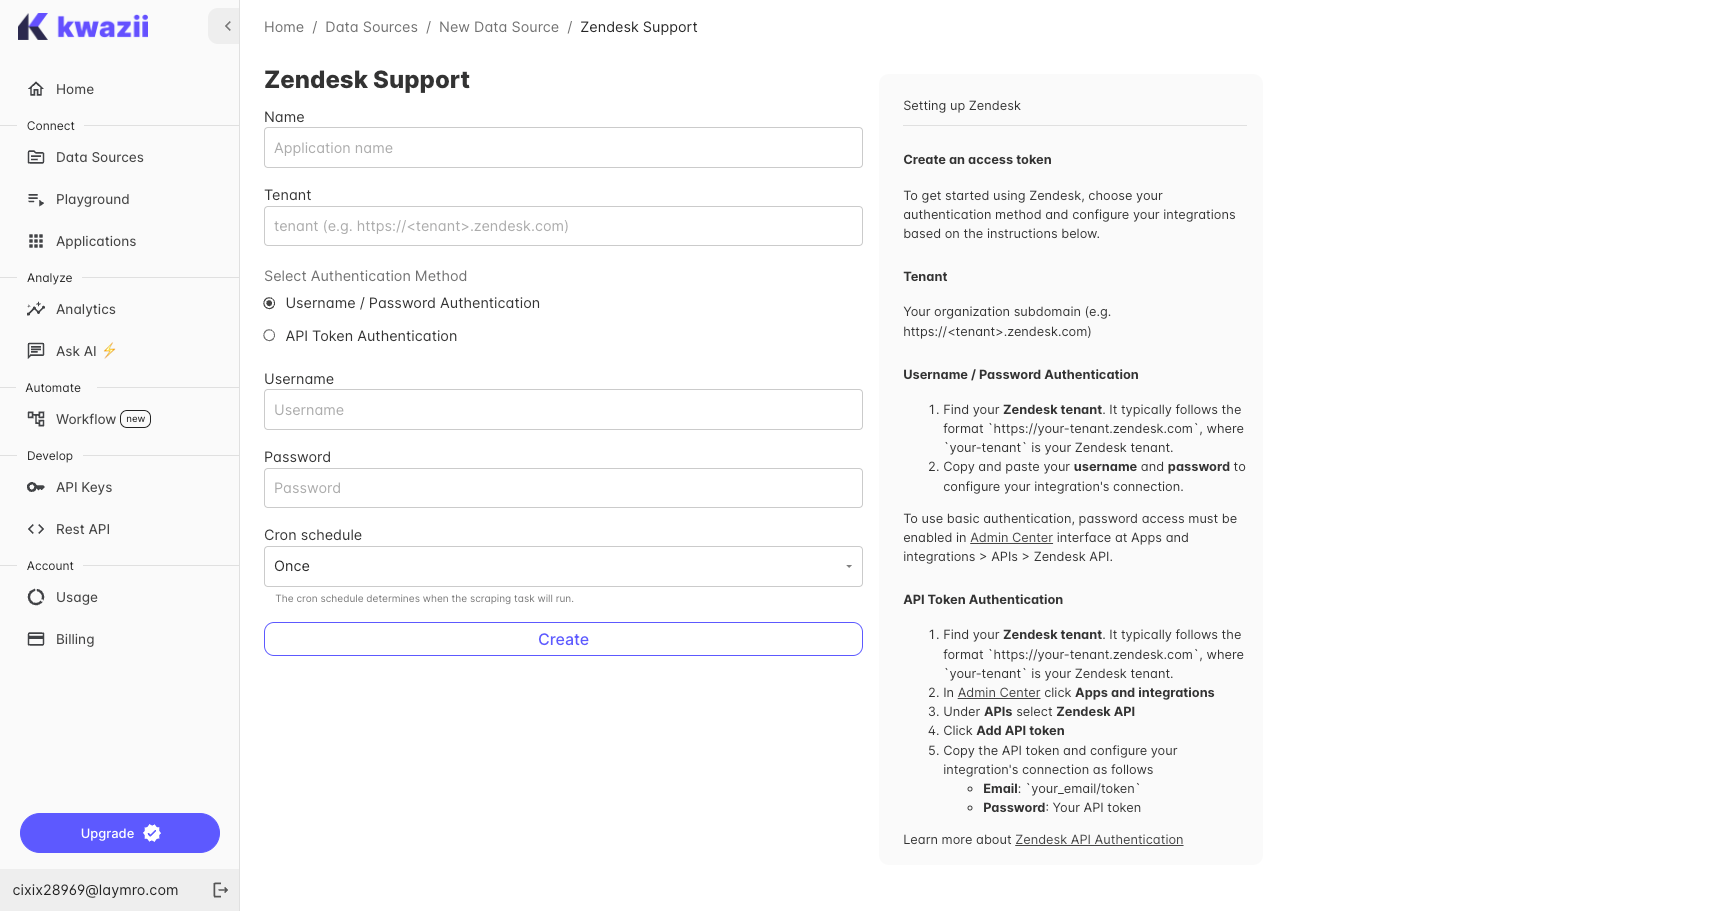 kwazii
Home
Connect
Data Sources
Playground
Applications
Analyze
Analytics
Ask AI ⚡
Automate
Workflow new
Develop
API Keys
Rest API
Account
Usage
Billing
Upgrade
cixix28969@laymro.com
Home / Data Sources / New Data Source / Zendesk Support
Zendesk Support
Name
Application name
Tenant
tenant (e.g. https://<tenant>.zendesk.com)
Select Authentication Method
Username / Password Authentication
API Token Authentication
Username
Username
Password
Password
Cron schedule
Once
The cron schedule determines when the scraping task will run.
Create
Setting up Zendesk
Create an access token
To get started using Zendesk, choose your
authentication method and configure your integrations
based on the instructions below.
Tenant
Your organization subdomain (e.g.
https://<tenant>.zendesk.com)
Username / Password Authentication
1. Find your Zendesk tenant. It typically follows the
format `https://your-tenant.zendesk.com`, where
`your-tenant` is your Zendesk tenant.
2. Copy and paste your username and password to
configure your integration's connection.
To use basic authentication, password access must be
enabled in Admin Center interface at Apps and
integrations > APIs > Zendesk API.
API Token Authentication
1. Find your Zendesk tenant. It typically follows the
format `https://your-tenant.zendesk.com`, where
`your-tenant` is your Zendesk tenant.
2. In Admin Center click Apps and integrations
3. Under APIs select Zendesk API
4. Click Add API token
5. Copy the API token and configure your
integration's connection as follows
Email: `your_email/token`
Password: Your API token
Learn more about Zendesk API Authentication